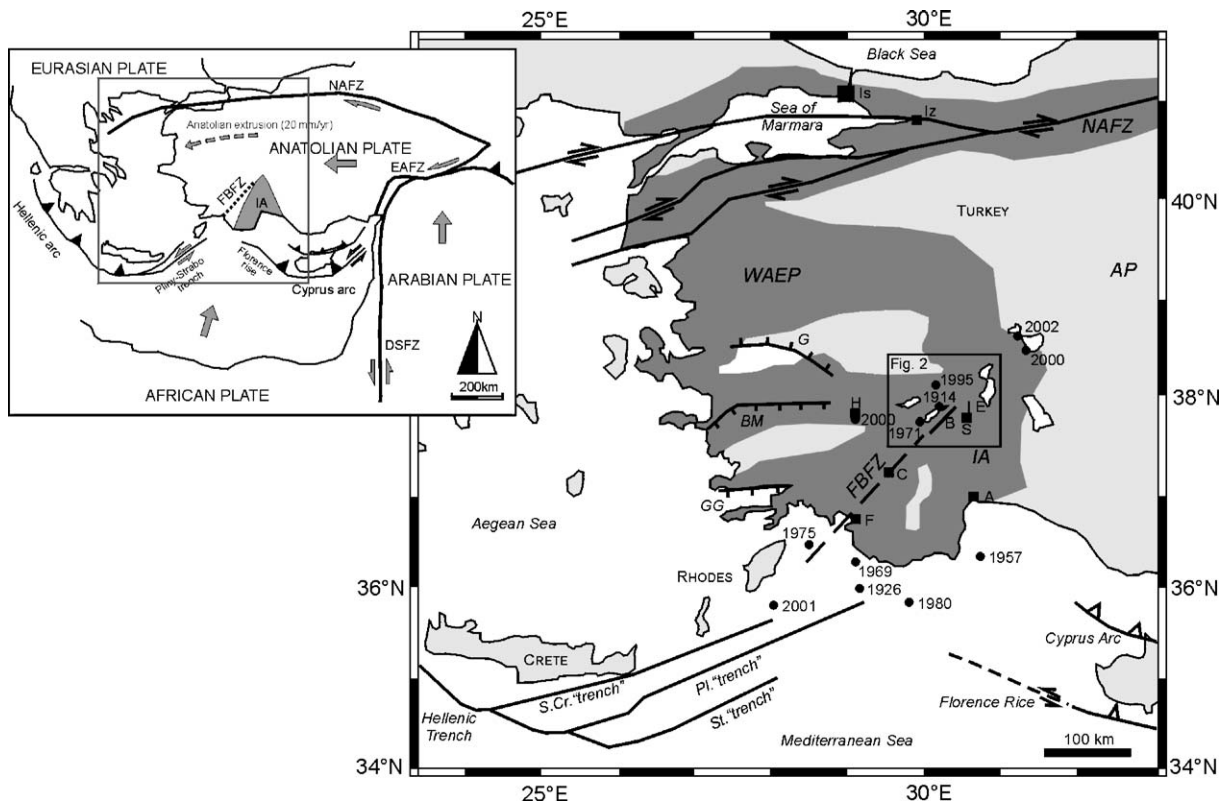 25°E
30°E
EURASIAN PLATE
NAFZ
Anatolian extrusion (20 mm/yr)
ANATOLIAN PLATE
EAFZ
FBFZ
IA
Hellenic arc
Pliny-Strabo
trench
Florence
rise
Cyprus arc
ARABIAN PLATE
N
DSFZ
200km
AFRICAN PLATE
Black Sea
Is
Sea of
Marmara
Iz
NAFZ
40°N
TURKEY
WAEP
AP
2002
2000
G
Fig. 2
1995
1914
H
2000
E
BM
1971
B
S
38°N
IA
FBFZ
C
GG
A
F
Aegean Sea
1975
1957
RHODES
1969
36°N
1926
2001
1980
Cyprus Arc
CRETE
S.Cr."trench"
Pl."trench"
St."trench"
Florence Rice
Hellenic
Trench
Mediterranean Sea
100 km
34°N
25°E
30°E
36°N
34°N